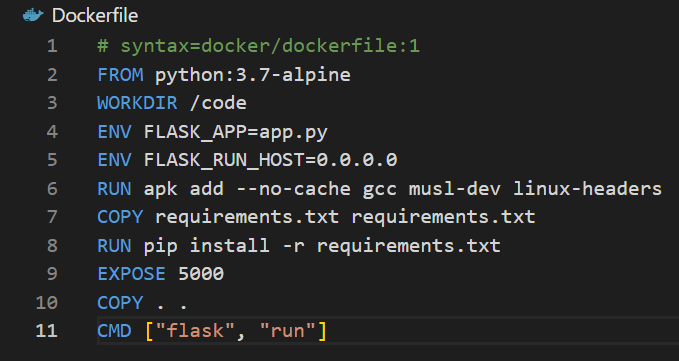 Dockerfile
1 # syntax=docker/dockerfile:1
2 FROM python:3.7-alpine
3 WORKDIR /code
4 ENV FLASK_APP=app.py
5 ENV FLASK_RUN_HOST=0.0.0.0
6 RUN apk add --no-cache gcc musl-dev linux-headers
7 COPY requirements.txt requirements.txt
8 RUN pip install -r requirements.txt
9 EXPOSE 5000
10 COPY . .
11 CMD ["flask", "run"]